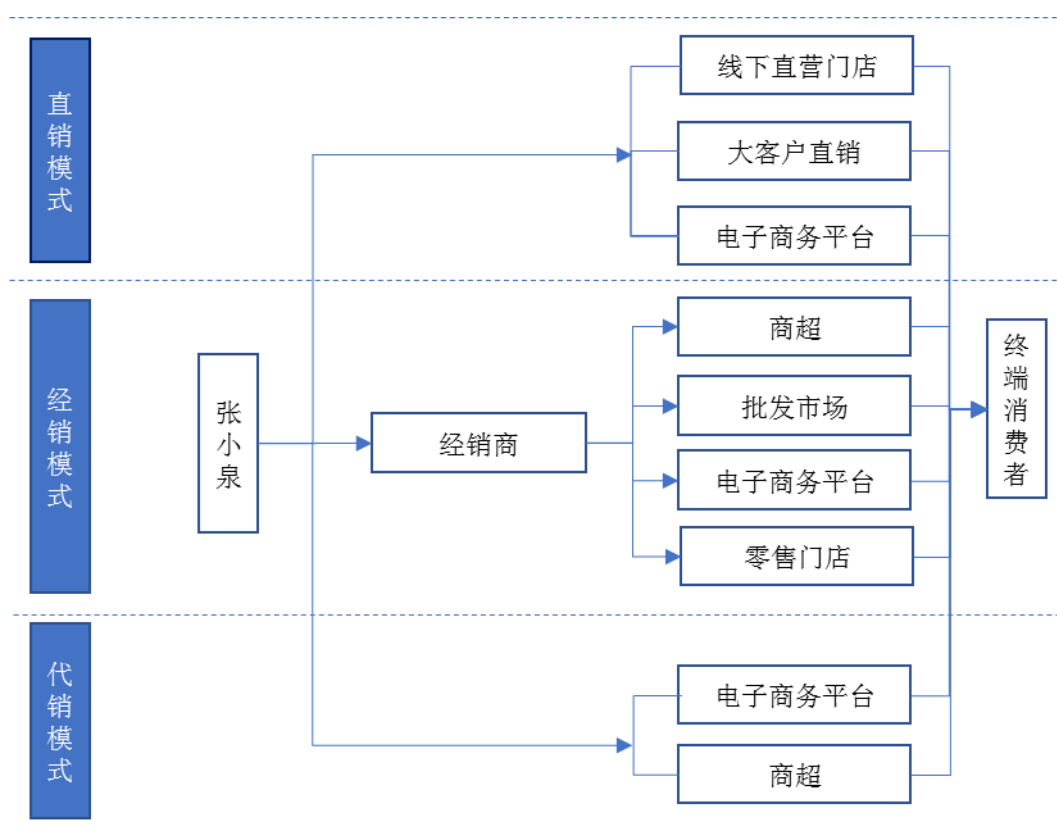 直销模式
线下直营门店
大客户直销
电子商务平台
经销模式
张小泉
经销商
商超
批发市场
电子商务平台
零售门店
终端消费者
代销模式
电子商务平台
商超